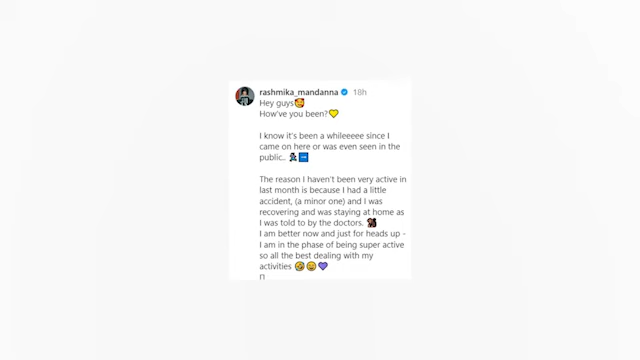 rashmika_mandanna 18h
Hey guys🥰
How've you been?💛
I know it's been a whileeeee since I
came on here or was even seen in the
public..
The reason I haven't been very active in
last month is because I had a little
accident, (a minor one) and I was
recovering and was staying at home as
I was told to by the doctors.
I am better now and just for heads up -
I am in the phase of being super active
so all the best dealing with my
activities 🤣😄💜